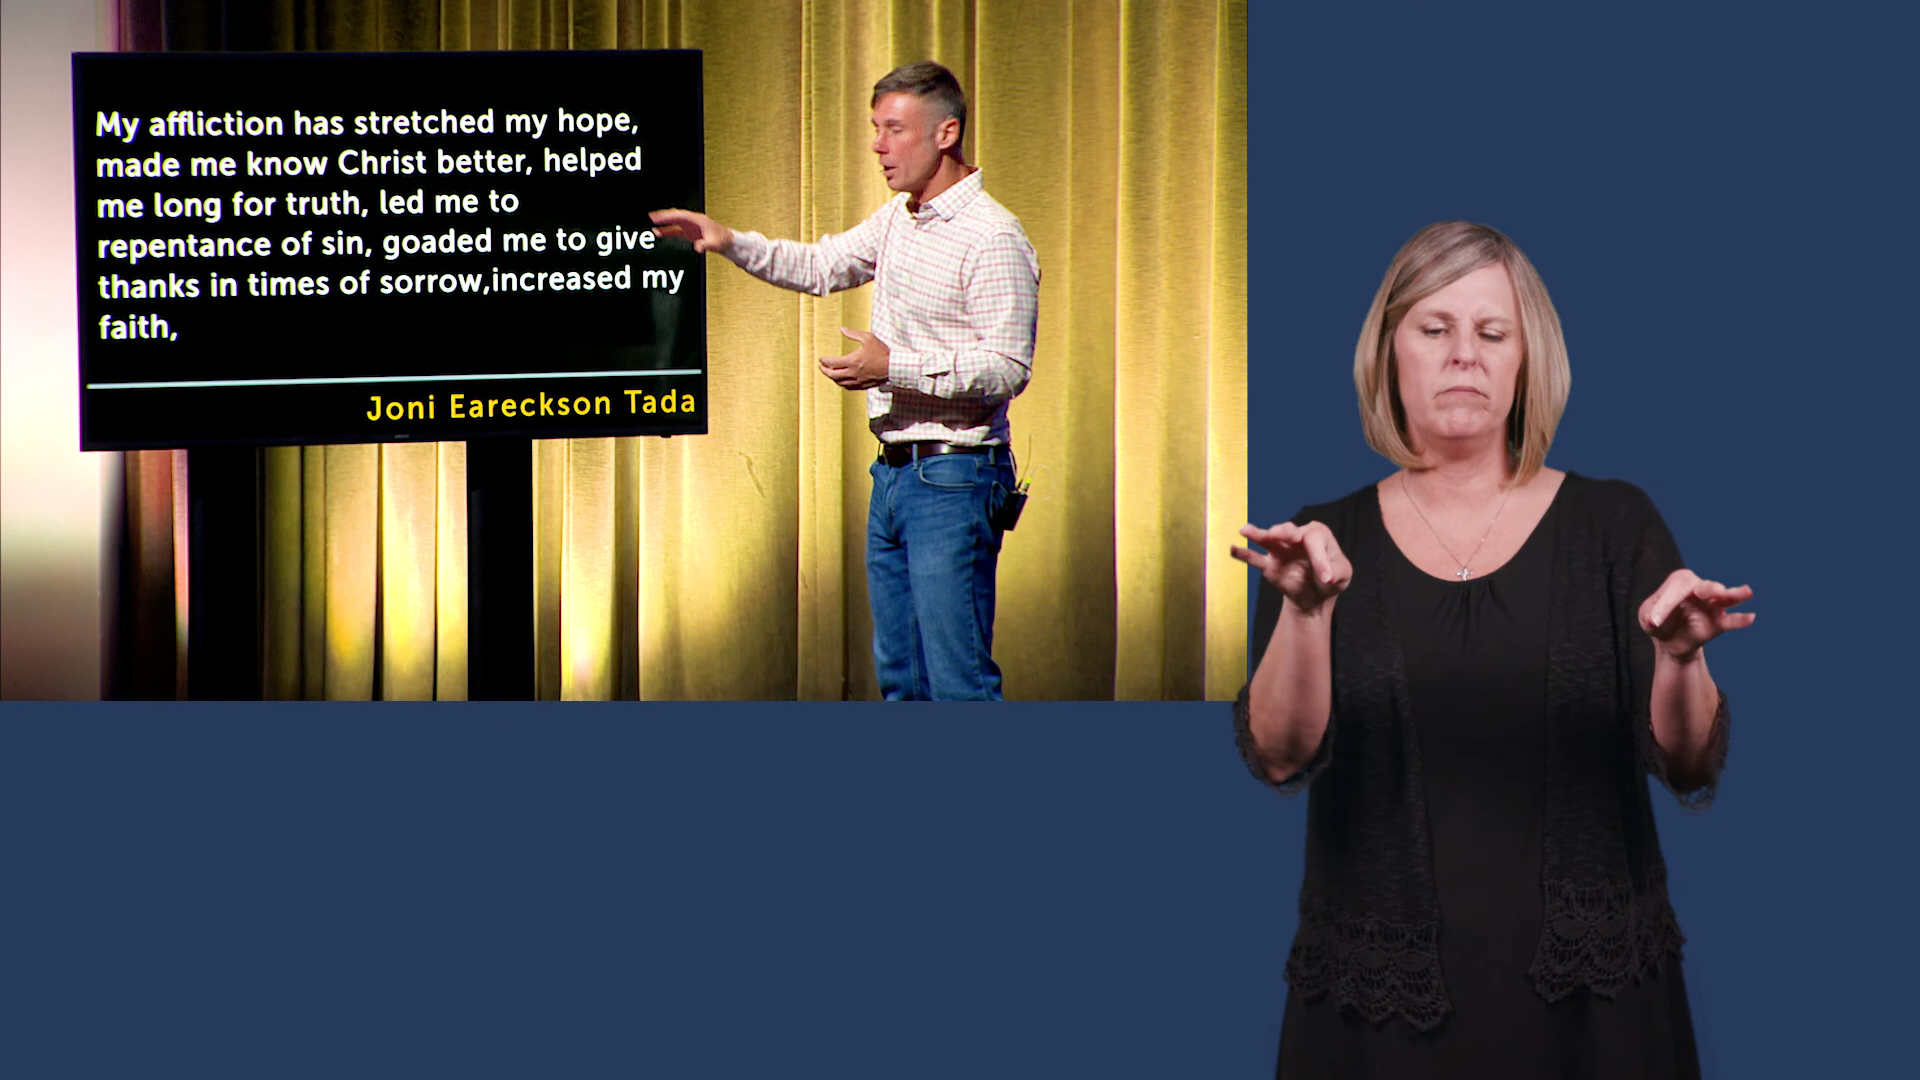 My affliction has stretched my hope,
made me know Christ better, helped
me long for truth, led me to
repentance of sin, goaded me to give
thanks in times of sorrow,increased my
faith,
Joni Eareckson Tada